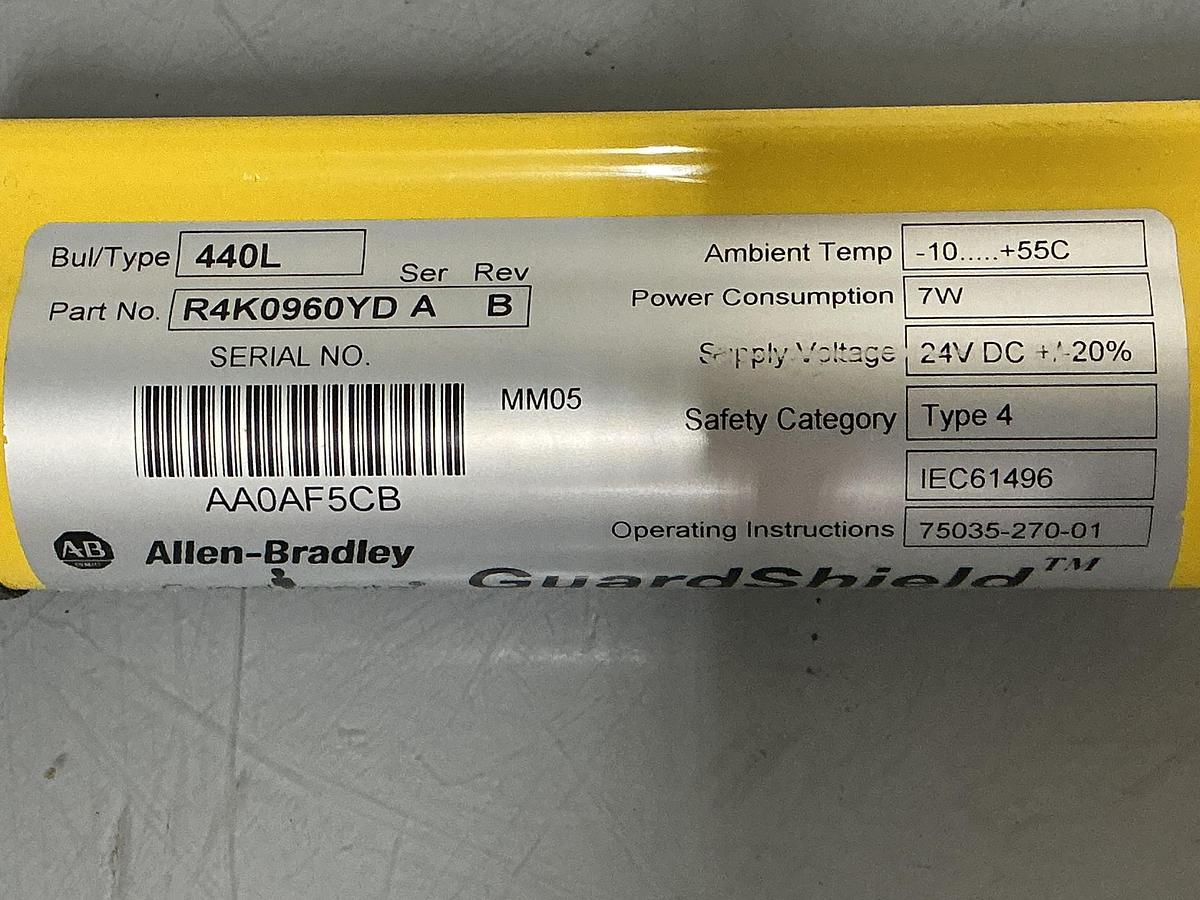 Bul/Type 440L
Ser Rev
Part No. R4K0960YD A B
SERIAL NO.
MM05
AA0AF5CB
AB Allen-Bradley
Ambient Temp -10.....+55C
Power Consumption 7W
Supply Voltage 24V DC +/-20%
Safety Category Type 4
IEC61496
Operating Instructions 75035-270-01
GuardShield™